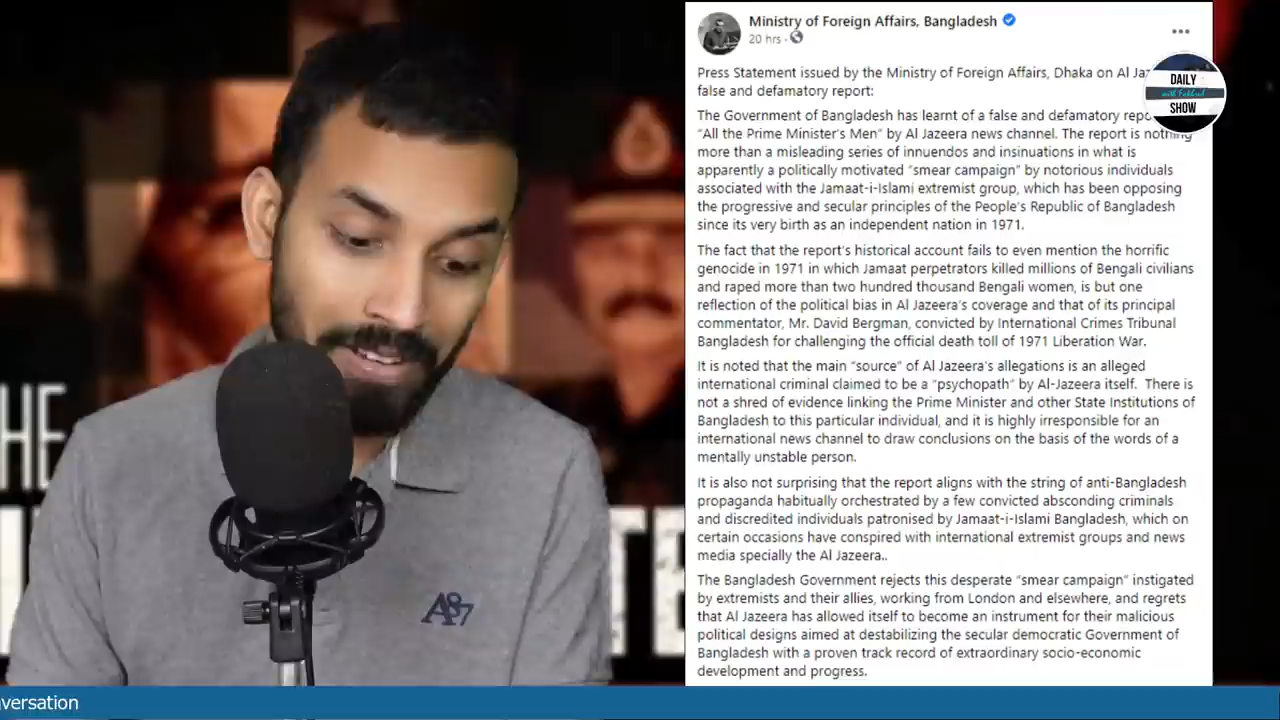 Ministry of Foreign Affairs, Bangladesh
20 hrs ·
Press Statement issued by the Ministry of Foreign Affairs, Dhaka on Al
false and defamatory report:
The Government of Bangladesh has learnt of a false and defamatory
"All the Prime Minister's Men" by Al Jazeera news channel. The report is nothing
more than a misleading series of innuendos and insinuations in what is
apparently a politically motivated "smear campaign" by notorious individuals
associated with the Jamaat-i-Islami extremist group, which has been opposing
the progressive and secular principles of the People's Republic of Bangladesh
since its very birth as an independent nation in 1971.
The fact that the report's historical account fails to even mention the horrific
genocide in 1971 in which Jamaat perpetrators killed millions of Bengali civilians
and raped more than two hundred thousand Bengali women, is but one
reflection of the political bias in Al Jazeera's coverage and that of its principal
commentator, Mr. David Bergman, convicted by International Crimes Tribunal
Bangladesh for challenging the official death toll of 1971 Liberation War.
It is noted that the main "source" of Al Jazeera's allegations is an alleged
international criminal claimed to be a "psychopath" by Al-Jazeera itself. There is
not a shred of evidence linking the Prime Minister and other State Institutions of
Bangladesh to this particular individual, and it is highly irresponsible for an
international news channel to draw conclusions on the basis of the words of a
mentally unstable person.
It is also not surprising that the report aligns with the string of anti-Bangladesh
propaganda habitually orchestrated by a few convicted absconding criminals
and discredited individuals patronised by Jamaat-i-Islami Bangladesh, which on
certain occasions have conspired with international extremist groups and news
media specially the Al Jazeera..
The Bangladesh Government rejects this desperate "smear campaign" instigated
by extremists and their allies, working from London and elsewhere, and regrets
that Al Jazeera has allowed itself to become an instrument for their malicious
political designs aimed at destabilizing the secular democratic Government of
Bangladesh with a proven track record of extraordinary socio-economic
development and progress.
DAILY
with Fakhrul
SHOW
HE
TE
A87
versation